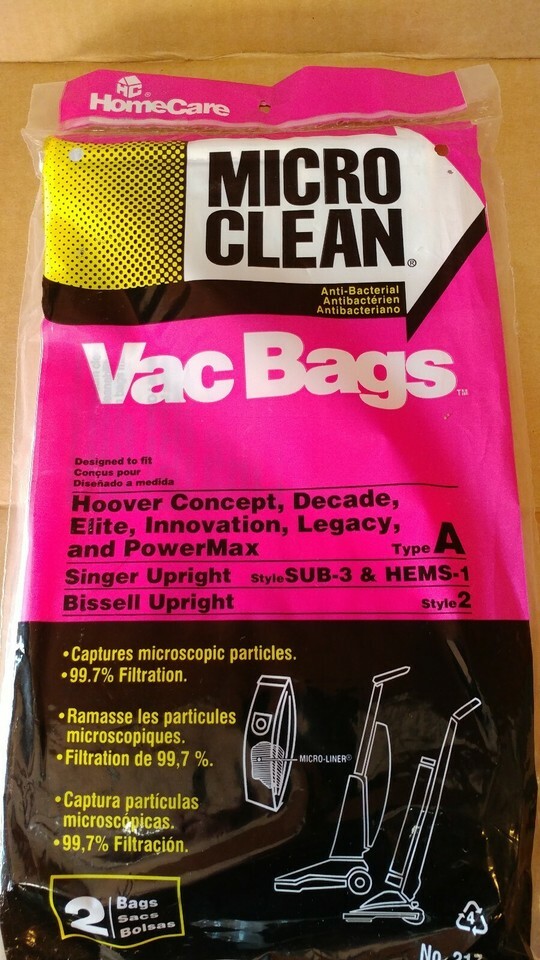 HC®
HomeCare
MICRO
CLEAN®
Anti-Bacterial
Antibactérien
Antibacteriano
Vac Bags™
Designed to fit
Conçus pour
Diseñado a medida
Hoover Concept, Decade,
Elite, Innovation, Legacy,
and PowerMax Type A
Singer Upright Style SUB-3 & HEMS-1
Bissell Upright Style 2
•Captures microscopic particles.
•99.7% Filtration.
•Ramasse les particules
microscopiques.
•Filtration de 99,7 %.
•Captura partículas
microscópicas.
•99,7% Filtración.
MICRO-LINER®
2 Bags
Sacs
Bolsas
4
No.